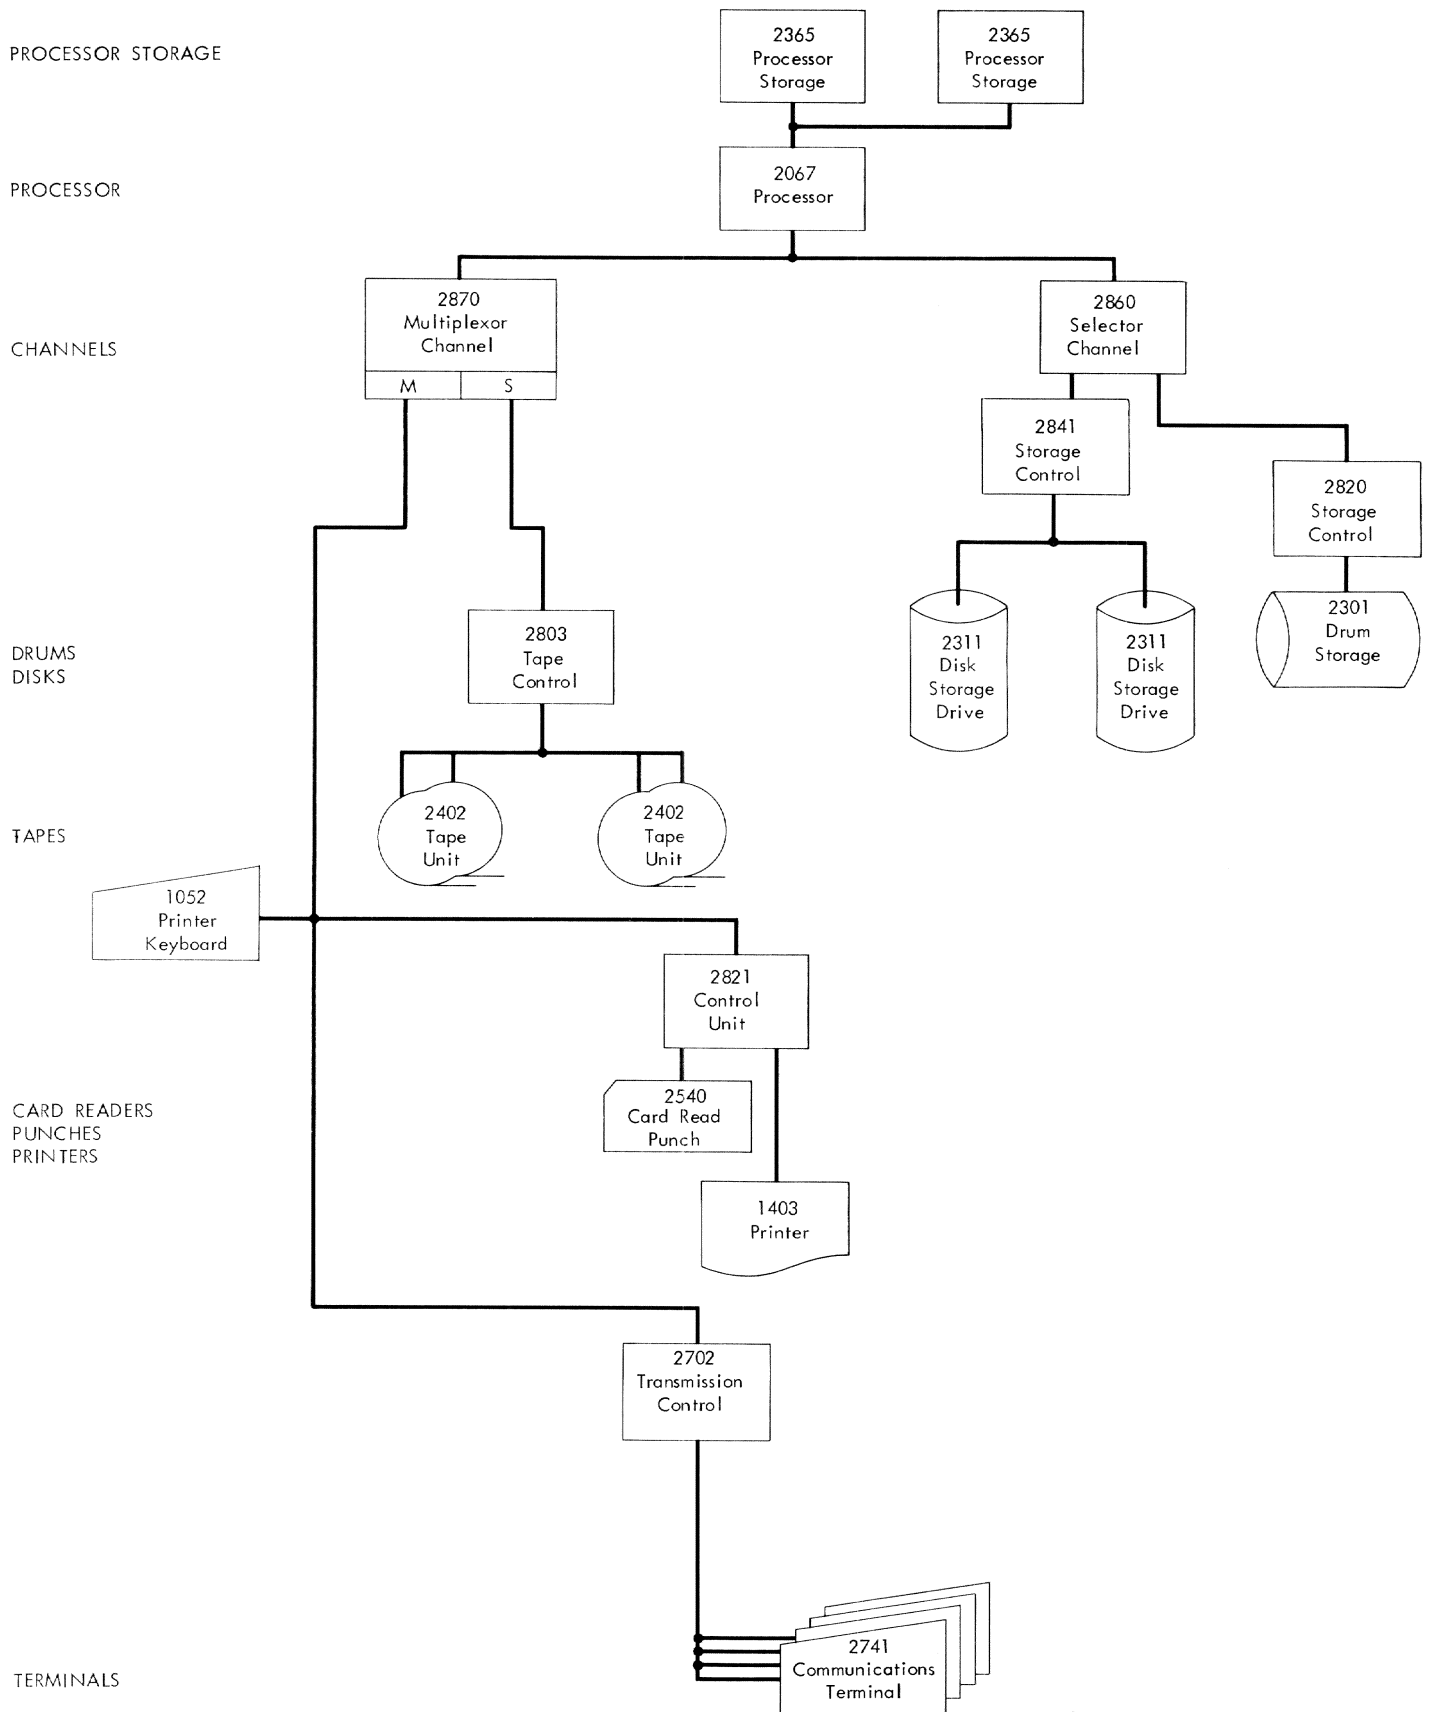 PROCESSOR STORAGE
2365
Processor
Storage
2365
Processor
Storage
PROCESSOR
2067
Processor
CHANNELS
2870
Multiplexor
Channel
M
S
2860
Selector
Channel
2841
Storage
Control
2820
Storage
Control
DRUMS
DISKS
2803
Tape
Control
2311
Disk
Storage
Drive
2311
Disk
Storage
Drive
2301
Drum
Storage
TAPES
2402
Tape
Unit
2402
Tape
Unit
1052
Printer
Keyboard
2821
Control
Unit
CARD READERS
PUNCHES
PRINTERS
2540
Card Read
Punch
1403
Printer
2702
Transmission
Control
TERMINALS
2741
Communications
Terminal